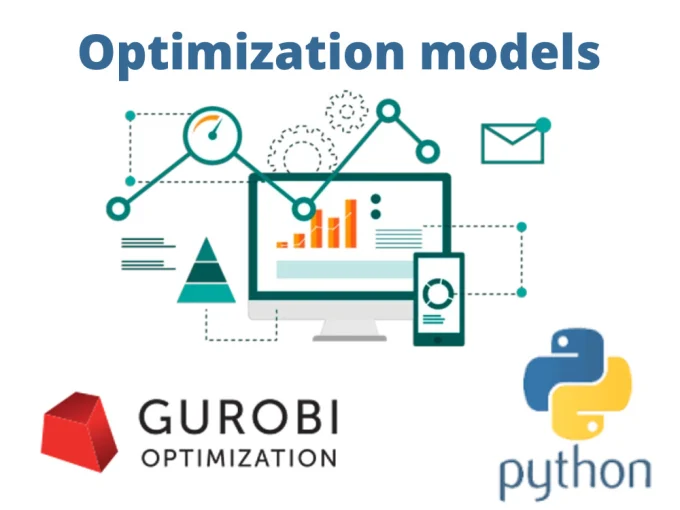 Optimization models
GUROBI
OPTIMIZATION
python